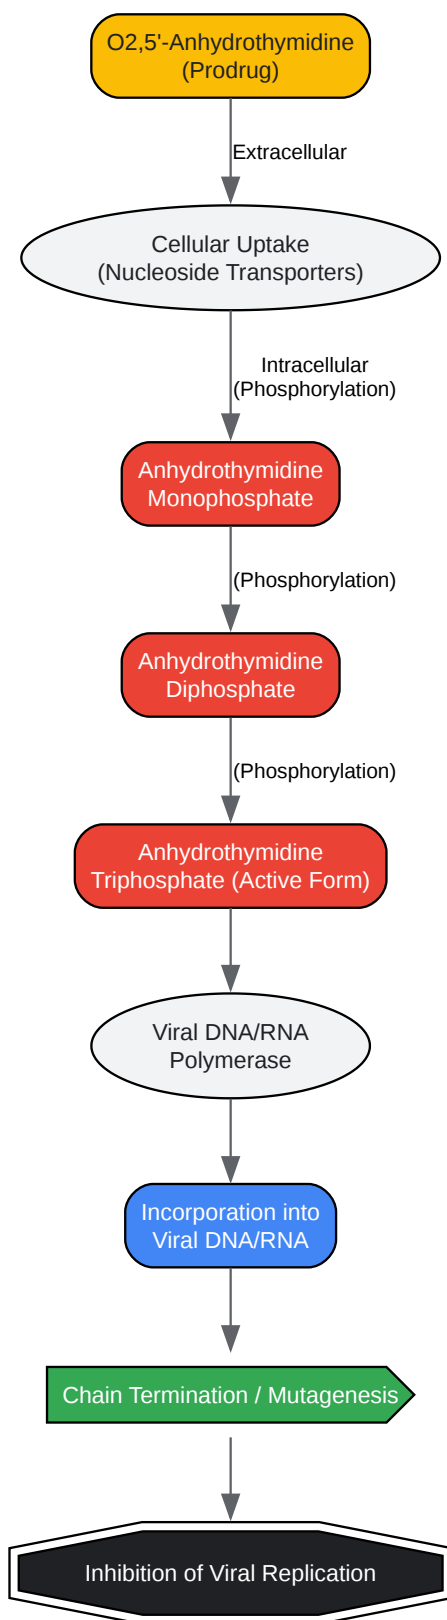 O2,5'-Anhydrothymidine
(Prodrug)
Extracellular
Cellular Uptake
(Nucleoside Transporters)
Intracellular
(Phosphorylation)
Anhydrothymidine
Monophosphate
(Phosphorylation)
Anhydrothymidine
Diphosphate
(Phosphorylation)
Anhydrothymidine
Triphosphate (Active Form)
Viral DNA/RNA
Polymerase
Incorporation into
Viral DNA/RNA
Chain Termination / Mutagenesis
Inhibition of Viral Replication